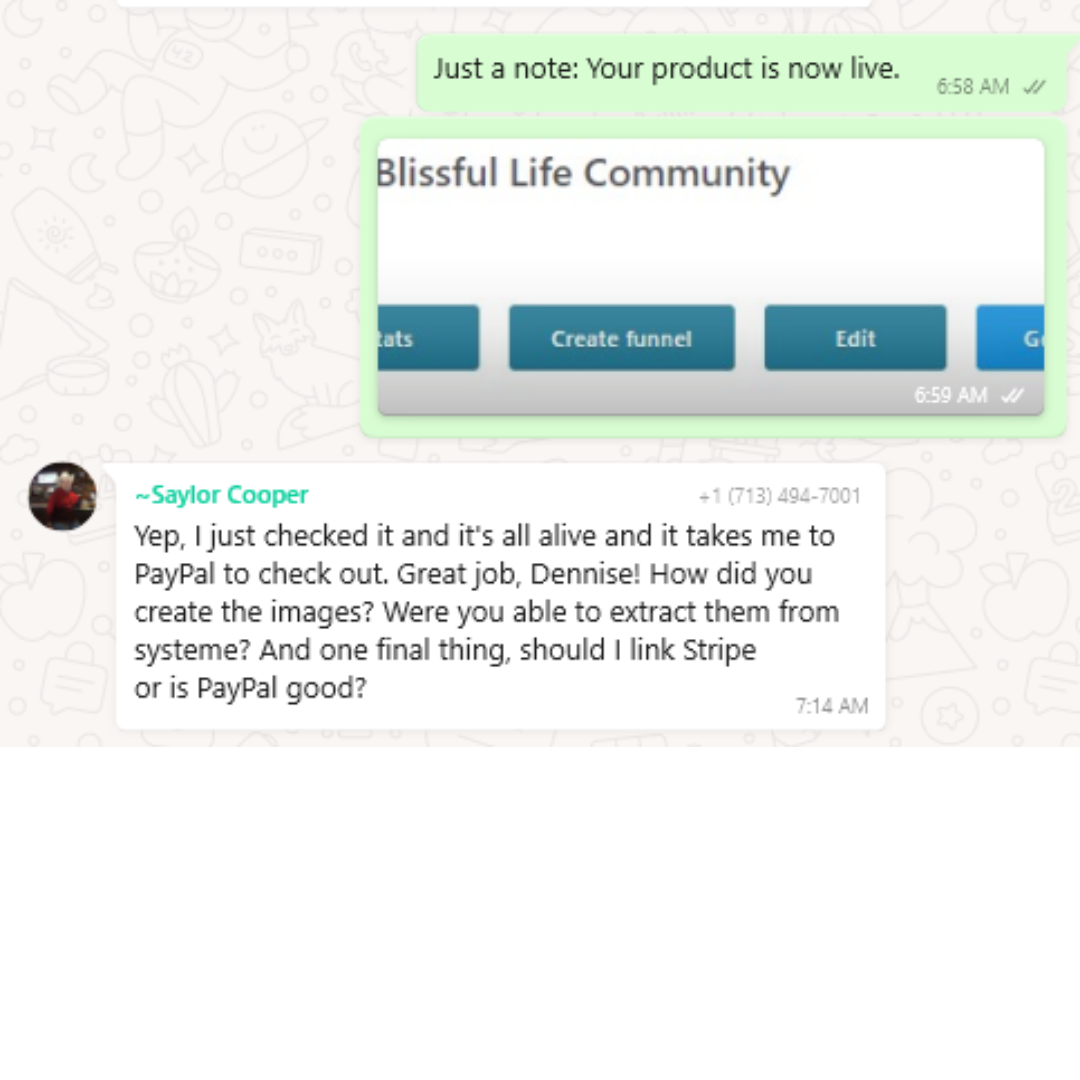 Just a note: Your product is now live.
6:58 AM
Blissful Life Community
tats
Create funnel
Edit
6:59 AM
~Saylor Cooper
+1 (713) 494-7001
Yep, I just checked it and it's all alive and it takes me to
PayPal to check out. Great job, Dennise! How did you
create the images? Were you able to extract them from
systeme? And one final thing, should I link Stripe
or is PayPal good?
7:14 AM